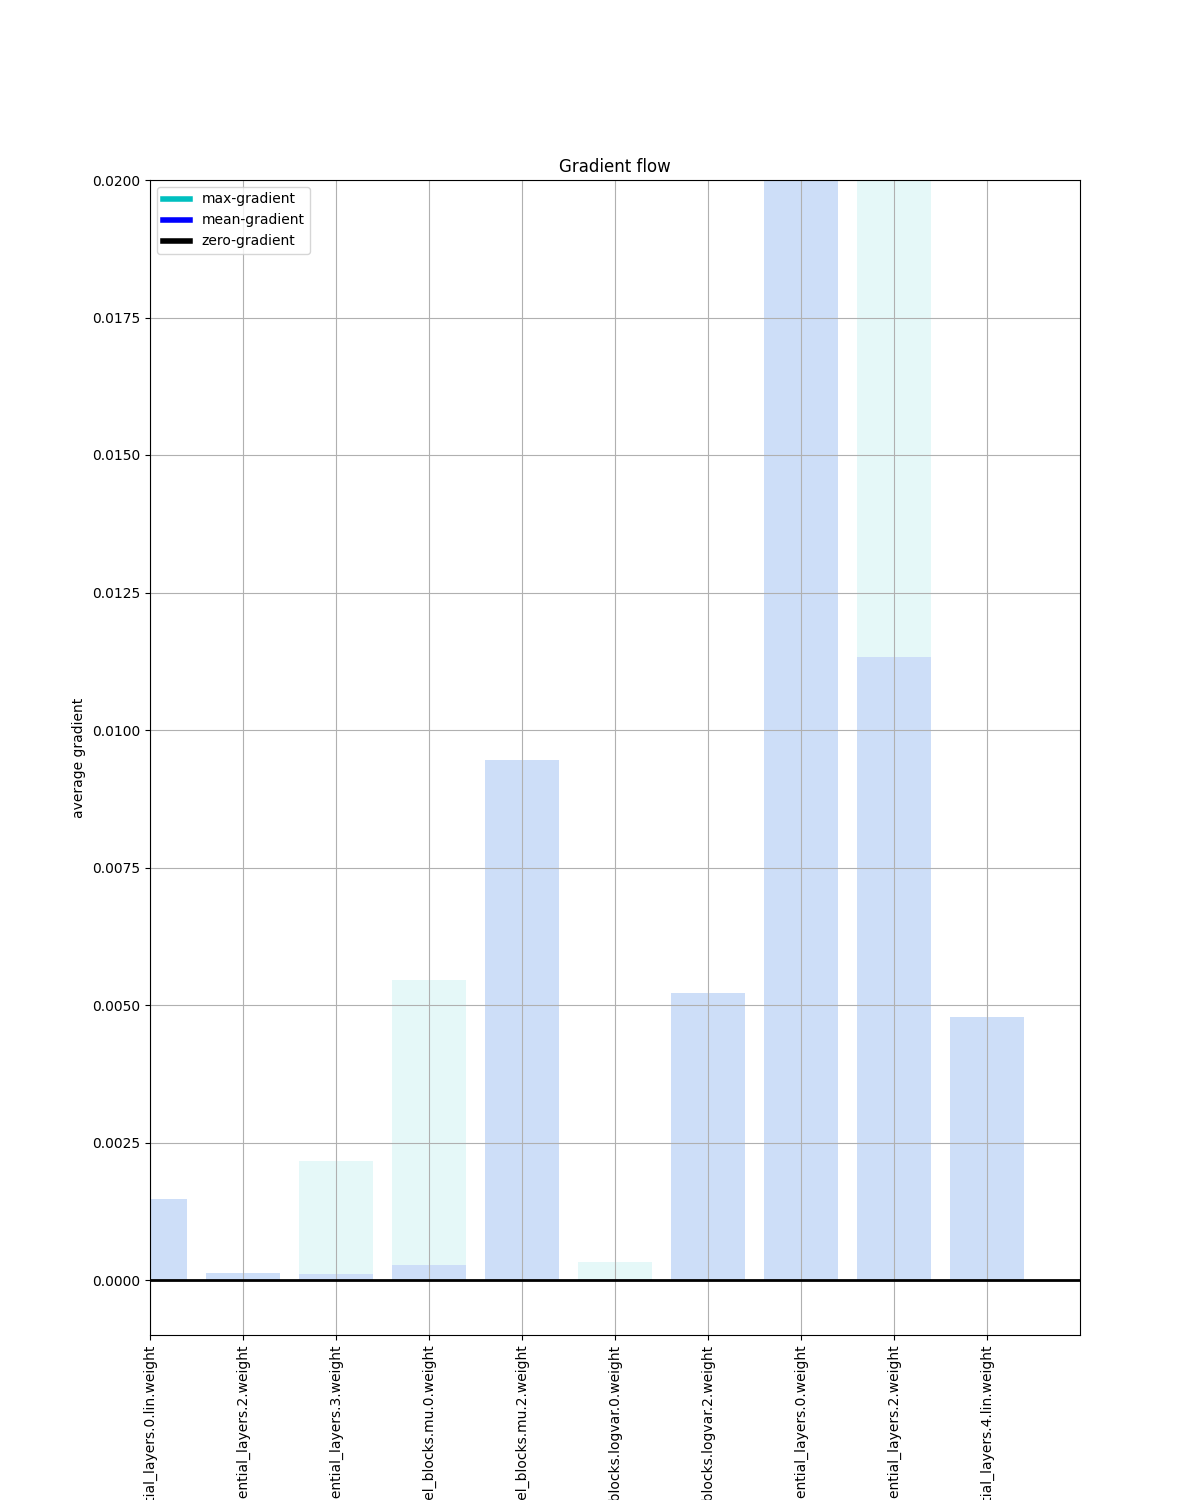 Gradient flow
max-gradient
mean-gradient
zero-gradient
0.0200
0.0175
0.0150
0.0125
0.0100
0.0075
0.0050
0.0025
0.0000
average gradient
tial_layers.0.lin.weight
ential_layers.2.weight
ential_layers.3.weight
el_blocks.mu.0.weight
el_blocks.mu.2.weight
blocks.logvar.0.weight
blocks.logvar.2.weight
ential_layers.0.weight
ential_layers.2.weight
tial_layers.4.lin.weight